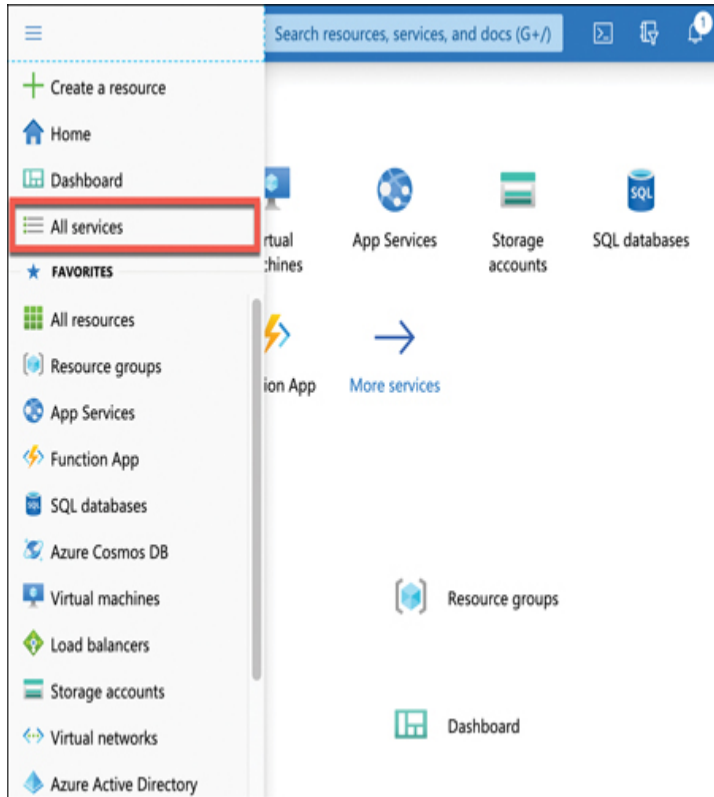 Search resources, services, and docs (G+/)
1
Create a resource
Home
Dashboard
All services
FAVORITES
All resources
Resource groups
App Services
Function App
SQL databases
Azure Cosmos DB
Virtual machines
Load balancers
Storage accounts
Virtual networks
Azure Active Directory
rtual
chines
App Services
Storage
accounts
SQL
SQL databases
ion App
More services
Resource groups
Dashboard